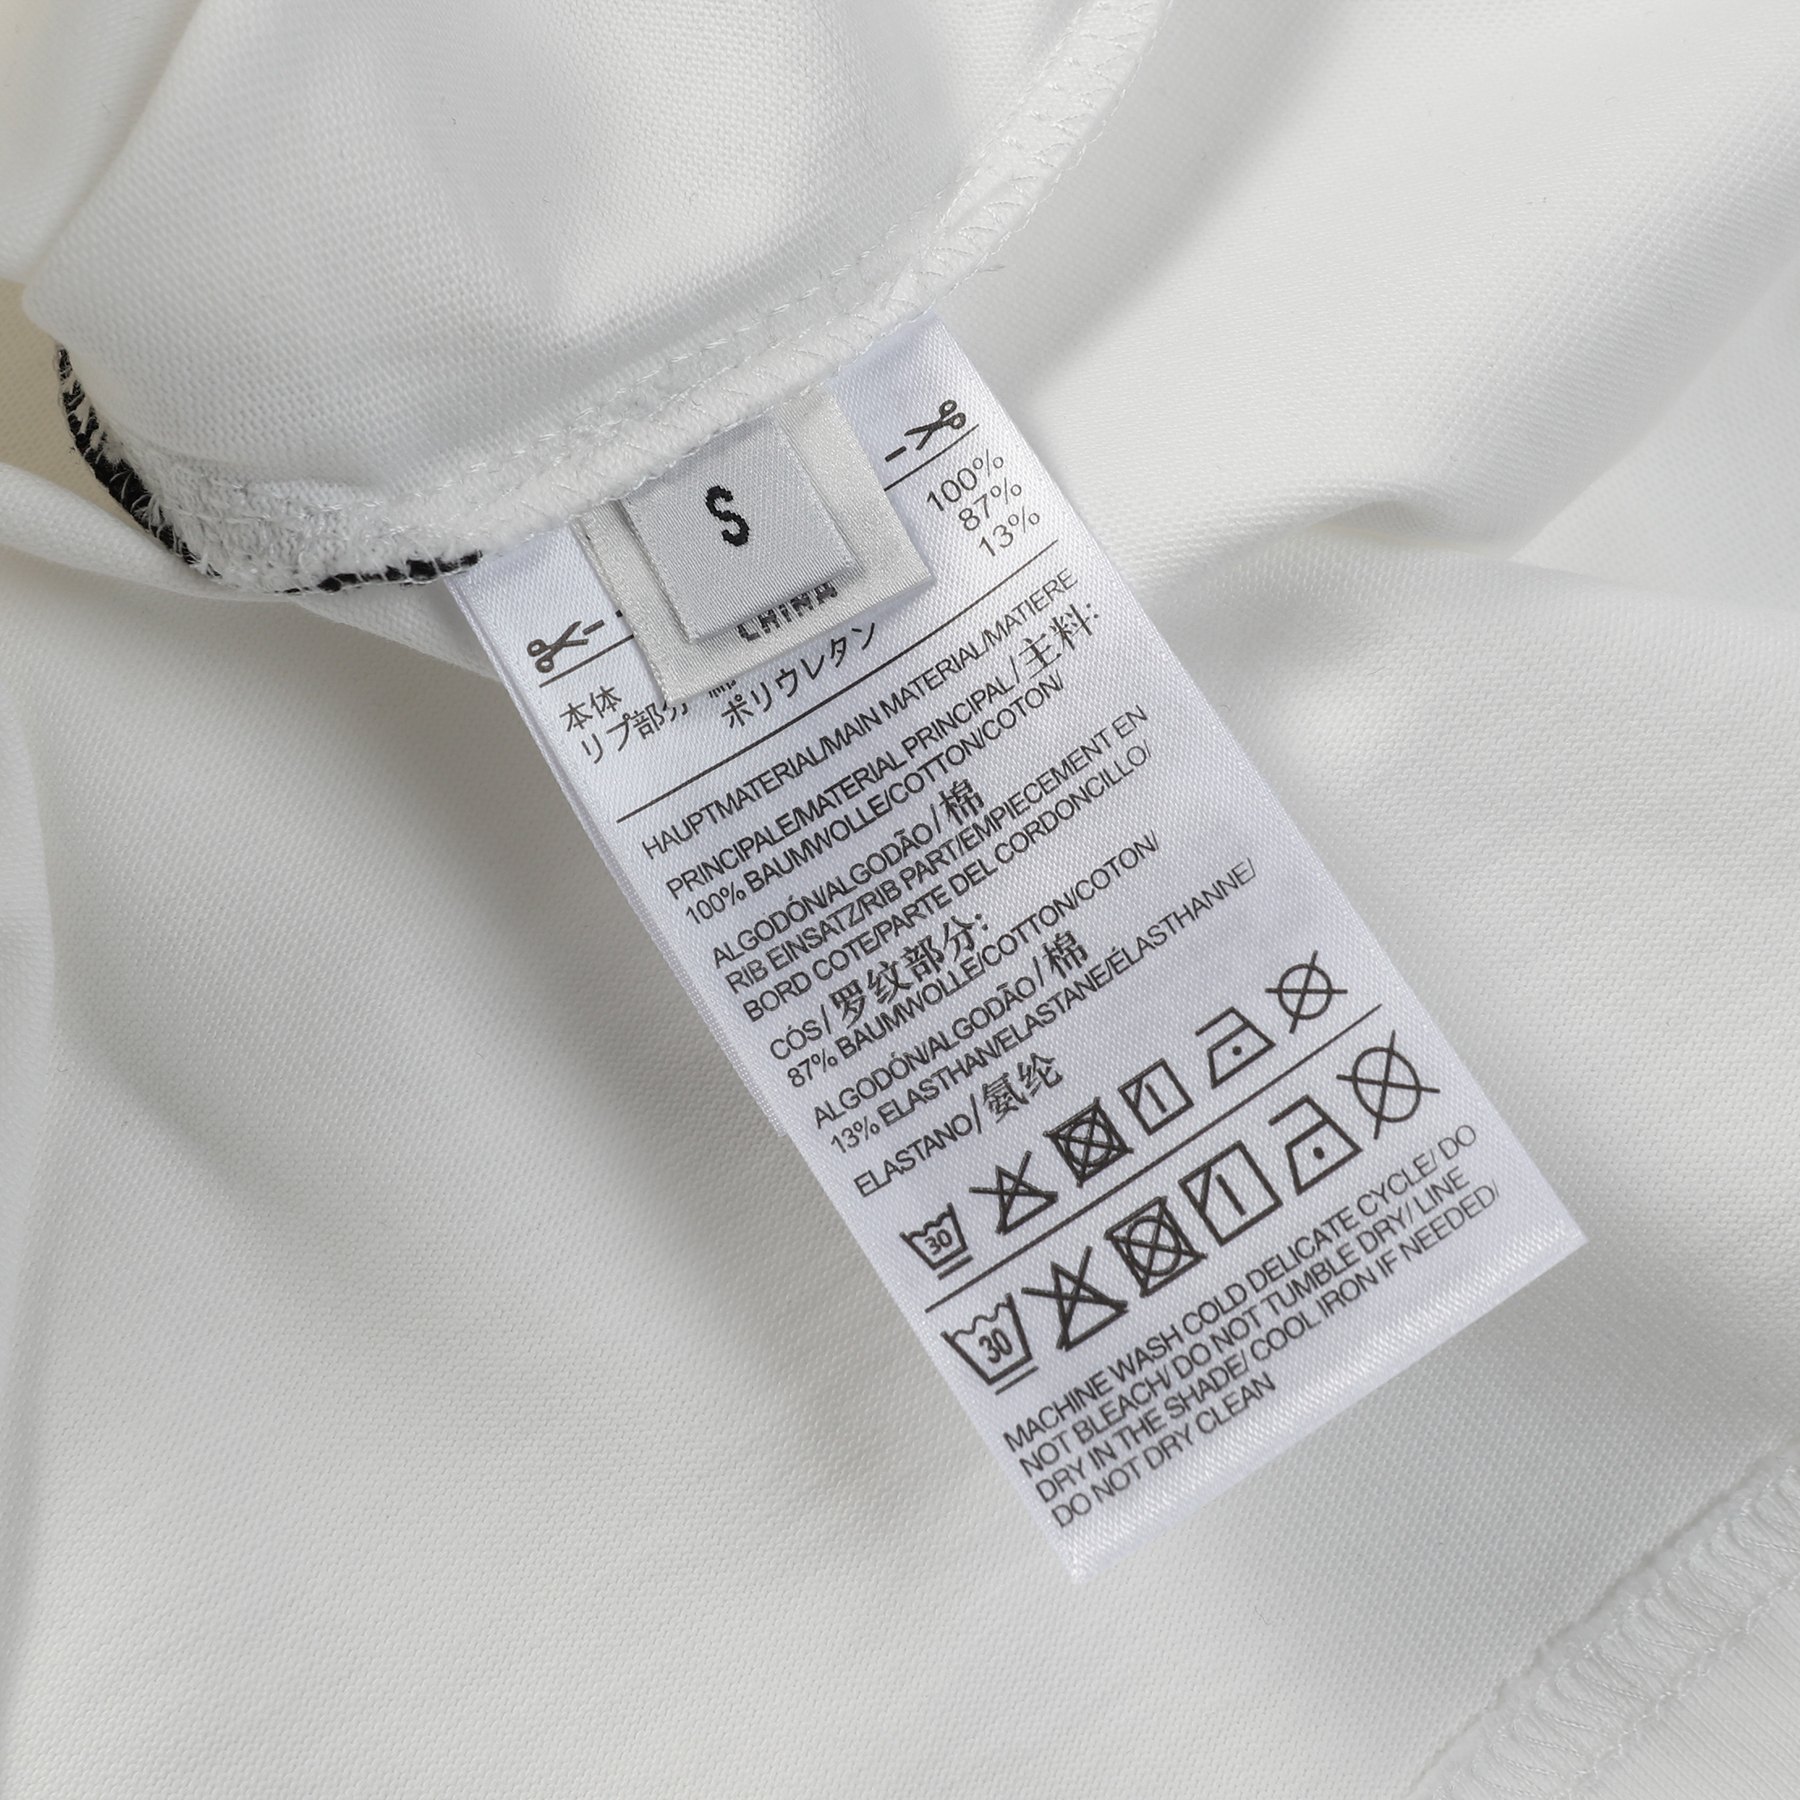 S
CHINA
100%
87%
13%
本体
リブ部分
ポリウレタン
HAUPTMATERIAL/MAIN MATERIAL/MATIERE
PRINCIPALE/MATERIAL PRINCIPAL/主料:
100% BAUMWOLLE/COTTON/COTON/
ALGODÓN/ALGODÃO/棉
RIB EINSATZ/RIB PART/EMPIECEMENT EN
BORD COTE/PARTE DEL CORDONCILLO/
CÓS/罗纹部分:
87% BAUMWOLLE/COTTON/COTON/
ALGODÓN/ALGODÃO/棉
13% ELASTHAN/ELASTANE/ÉLASTHANNE/
ELASTANO/氨纶
30
30
MACHINE WASH COLD DELICATE CYCLE/ DO
NOT BLEACH/ DO NOT TUMBLE DRY/ LINE
DRY IN THE SHADE/ COOL IRON IF NEEDED/
DO NOT DRY CLEAN